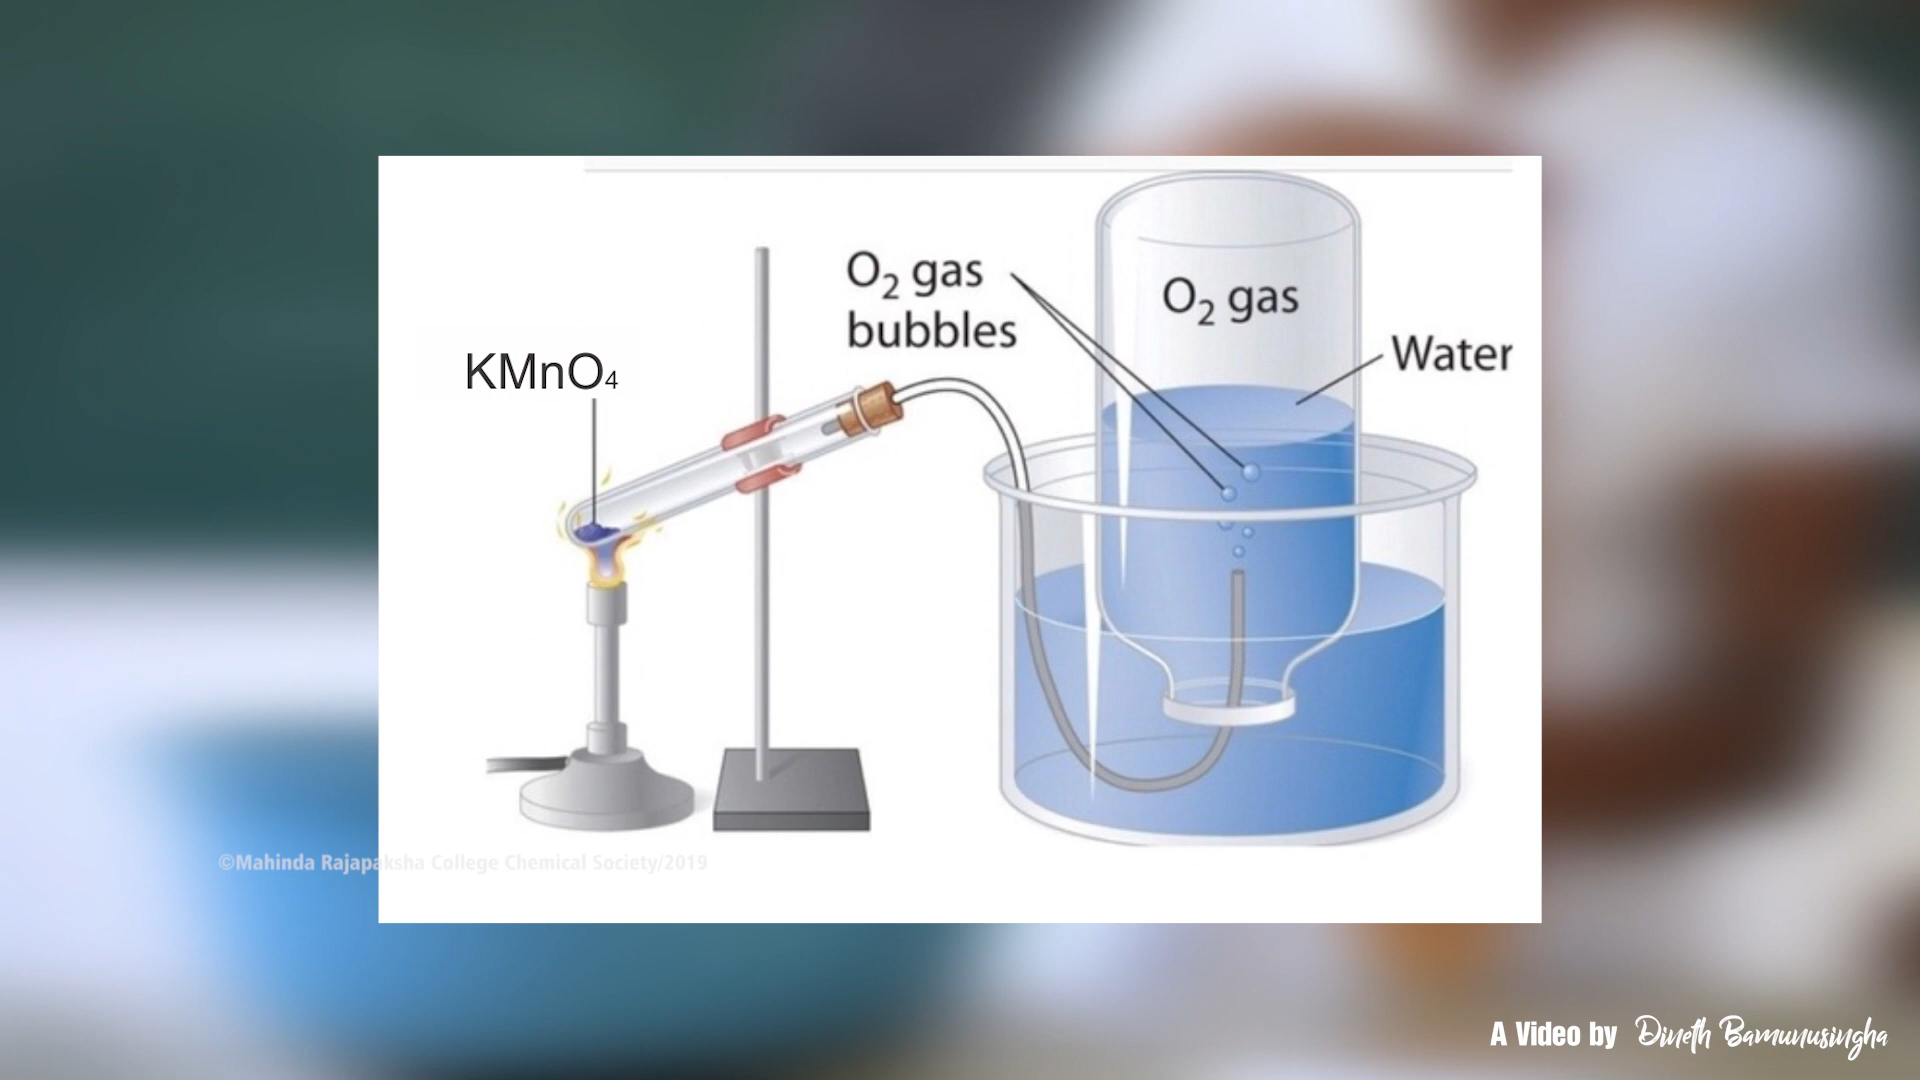 O₂ gas
bubbles
O₂ gas
Water
KMnO₄
©Mahinda Rajapaksha College Chemical Society/2019
A Video by Dineth Bamunusingha